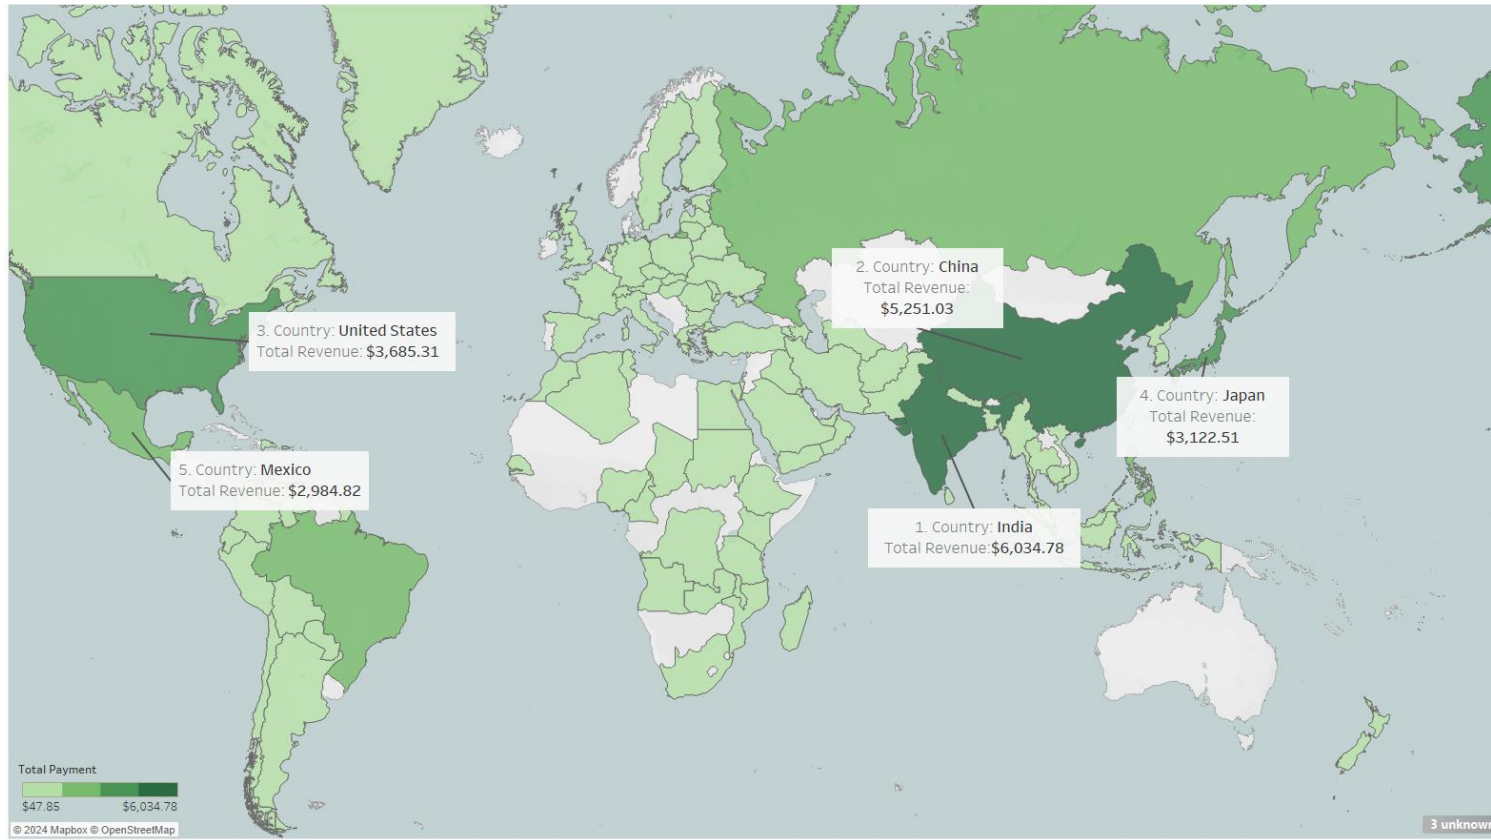 2. Country: China
Total Revenue:
$5,251.03
3. Country: United States
Total Revenue: $3,685.31
4. Country: Japan
Total Revenue:
$3,122.51
5. Country: Mexico
Total Revenue: $2,984.82
1. Country: India
Total Revenue:$6,034.78
Total Payment
$47.85 $6,034.78
© 2024 Mapbox © OpenStreetMap
3 unknown